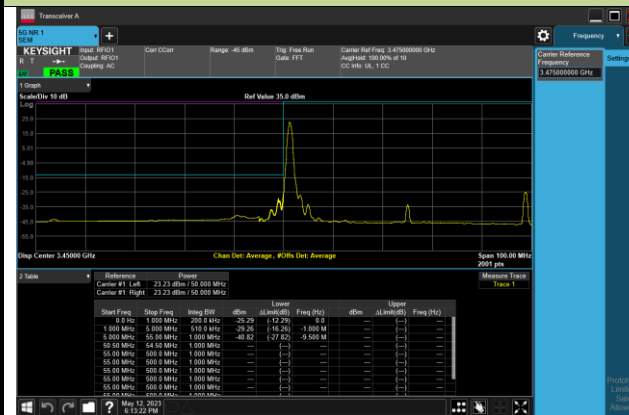 Transceiver A
5G NR 1
SEM
Frequency
KEYSIGHT
R T
PASS
Input: RFIO1
Output: RFIO1
Coupling: AC
Corr CCorr
Range: -45 dBm
Trig: Free Run
Gate: FFT
Carrier Ref Freq: 3.475000000 GHz
Avg|Hold: 100.00% of 10
CC Info: UL, 1 CC
Carrier Reference
Frequency
3.475000000 GHz
Settings
1 Graph
Scale/Div 10 dB
Ref Value 35.0 dBm
Log
25.0
15.0
5.01
-4.99
-15.0
-25.0
-35.0
-45.0
-55.0
Disp Center 3.45000 GHz
Chan Det: Average, #Offs Det: Average
Span 100.00 MHz
2001 pts
2 Table
Reference Power
Carrier #1: Left 23.23 dBm / 50.000 MHz
Carrier #1: Right 23.23 dBm / 50.000 MHz
Measure Trace
Trace 1
Lower Upper
Start Freq Stop Freq Integ BW dBm ΔLimit(dB) Freq (Hz) dBm ΔLimit(dB) Freq (Hz)
0.0 Hz 1.000 MHz 200.0 kHz -25.29 (-12.29) 0.0 --- (---) ---
1.000 MHz 5.000 MHz 510.0 kHz -29.26 (-16.26) -1.000 M --- (---) ---
5.000 MHz 55.00 MHz 1.000 MHz -40.82 (-27.82) -9.500 M --- (---) ---
50.50 MHz 54.50 MHz 1.000 MHz --- (---) --- --- (---) ---
55.00 MHz 500.0 MHz 1.000 MHz --- (---) --- --- (---) ---
55.00 MHz 500.0 MHz 1.000 MHz --- (---) --- --- (---) ---
55.00 MHz 500.0 MHz 1.000 MHz --- (---) --- --- (---) ---
55.00 MHz 500.0 MHz 1.000 MHz --- (---) --- --- (---) ---
55.00 MHz 500.0 MHz 1.000 MHz --- (---) --- --- (---) ---
May 12, 2023
6:13:22 PM